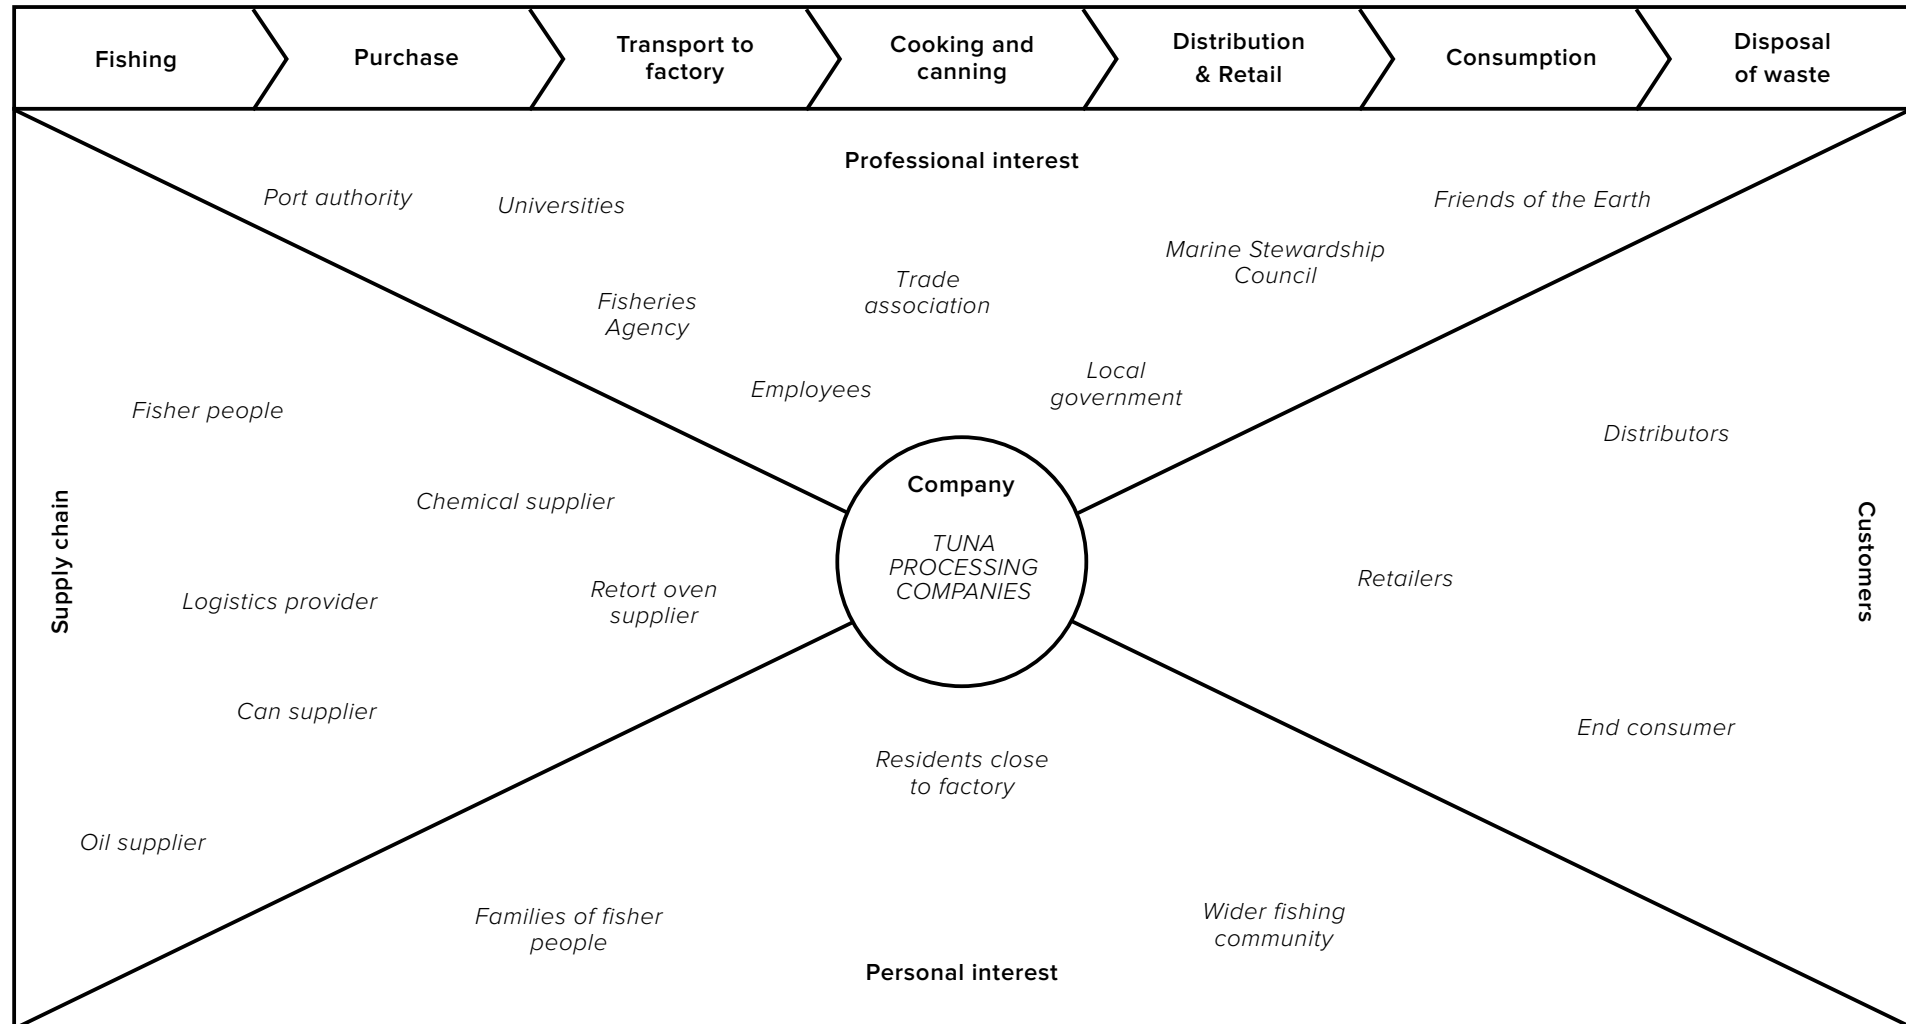 Fishing
Purchase
Transport to
factory
Cooking and
canning
Distribution
& Retail
Consumption
Disposal
of waste
Professional interest
Port authority
Universities
Friends of the Earth
Marine Stewardship
Council
Trade
association
Fisheries
Agency
Employees
Local
government
Supply chain
Fisher people
Chemical supplier
Logistics provider
Retort oven
supplier
Can supplier
Oil supplier
Company
TUNA
PROCESSING
COMPANIES
Customers
Distributors
Retailers
End consumer
Residents close
to factory
Families of fisher
people
Wider fishing
community
Personal interest